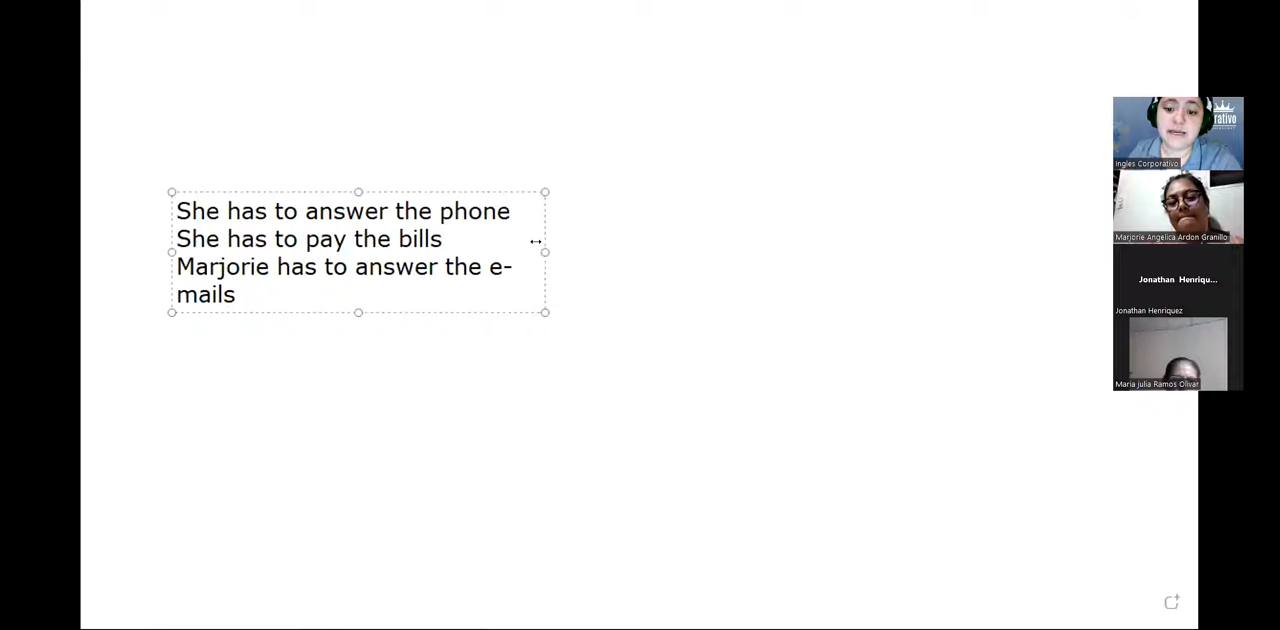 She has to answer the phone
She has to pay the bills
Marjorie has to answer the e-
mails
rativo
Ingles Corporativo
Marjorie Angelica Ardon Granillo
Jonathan Henriqu...
Jonathan Henriquez
Maria julia Ramos Olivar